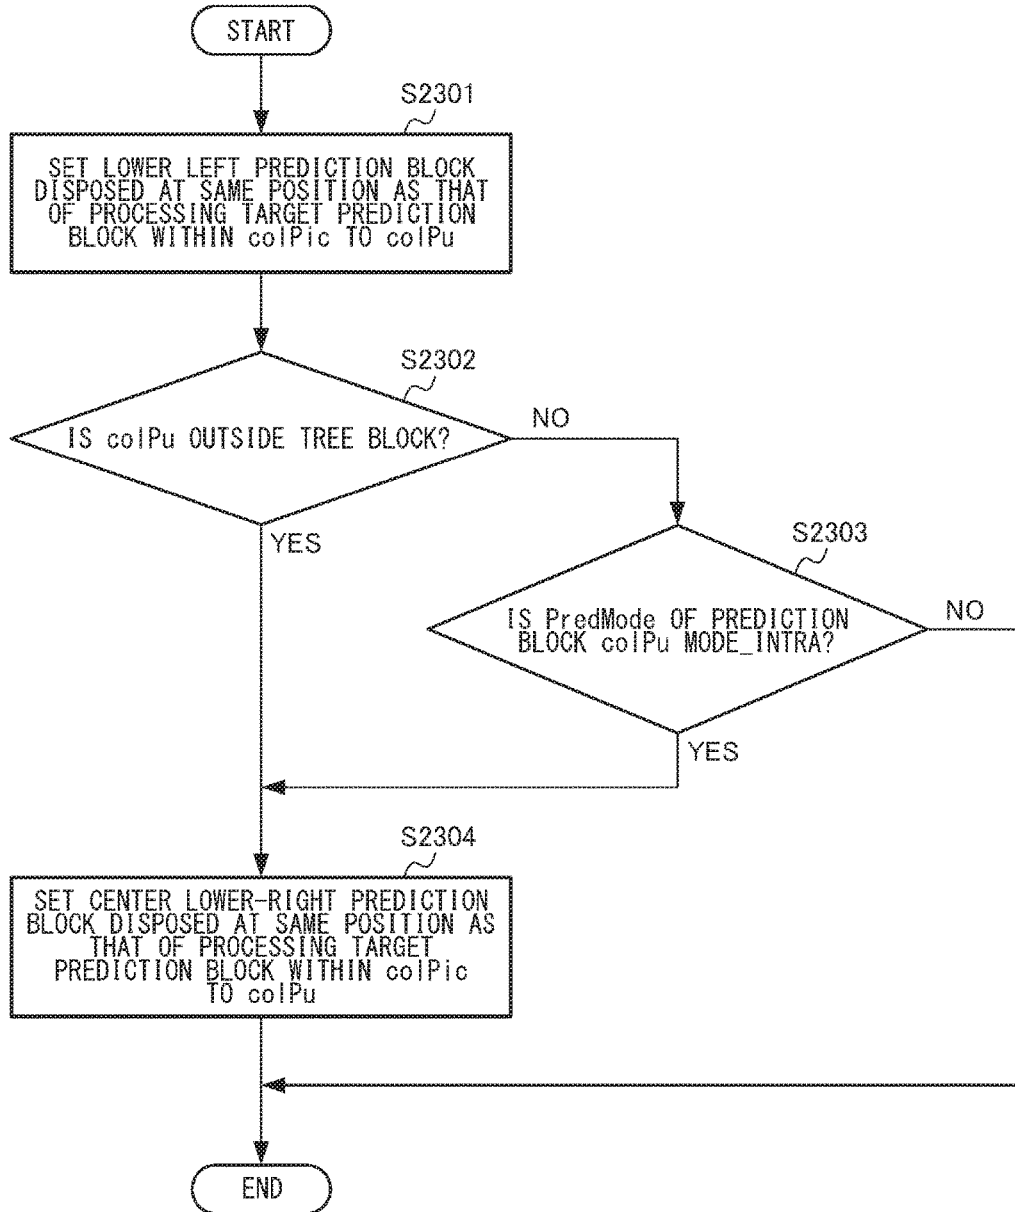 START
S2301
SET LOWER LEFT PREDICTION BLOCK
DISPOSED AT SAME POSITION AS THAT
OF PROCESSING TARGET PREDICTION
BLOCK WITHIN colPic TO colPu
S2302
IS colPu OUTSIDE TREE BLOCK?
NO
YES
S2303
IS PredMode OF PREDICTION
BLOCK colPu MODE_INTRA?
NO
YES
S2304
SET CENTER LOWER-RIGHT PREDICTION
BLOCK DISPOSED AT SAME POSITION AS
THAT OF PROCESSING TARGET
PREDICTION BLOCK WITHIN colPic
TO colPu
END